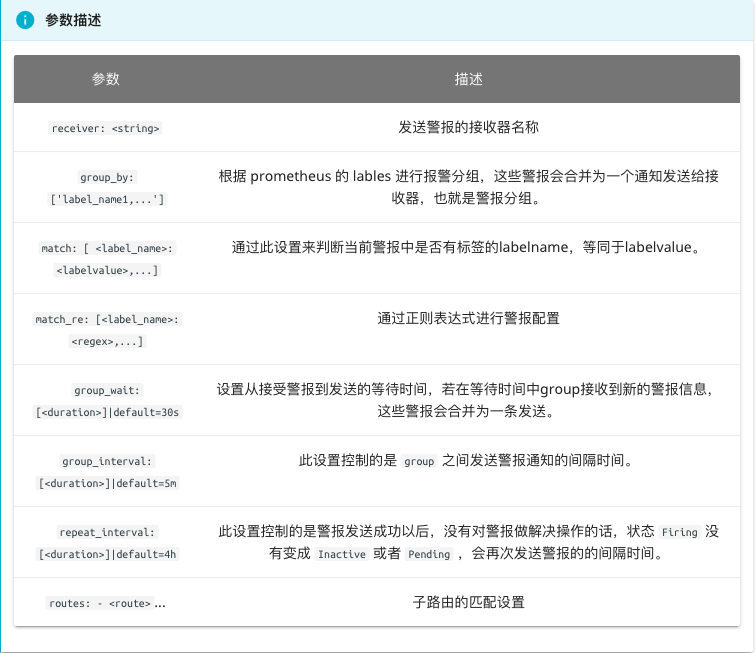 参数描述
参数 描述
receiver: <string> 发送警报的接收器名称
group_by: 根据 prometheus 的 lables 进行报警分组，这些警报会合并为一个通知发送给接
['label_name1,...'] 收器，也就是警报分组。
match: [ <label_name>: 通过此设置来判断当前警报中是否有标签的labelname，等同于labelvalue。
<labelvalue>,...]
match_re: [<label_name>: 通过正则表达式进行警报配置
<regex>,...]
group_wait: 设置从接受警报到发送的等待时间，若在等待时间中group接收到新的警报信息，
[<duration>]|default=30s 这些警报会合并为一条发送。
group_interval: 此设置控制的是 group 之间发送警报通知的间隔时间。
[<duration>]|default=5m
repeat_interval: 此设置控制的是警报发送成功以后，没有对警报做解决操作的话，状态 Firing 没
[<duration>]|default=4h 有变成 Inactive 或者 Pending ，会再次发送警报的的间隔时间。
routes: - <route> ... 子路由的匹配设置